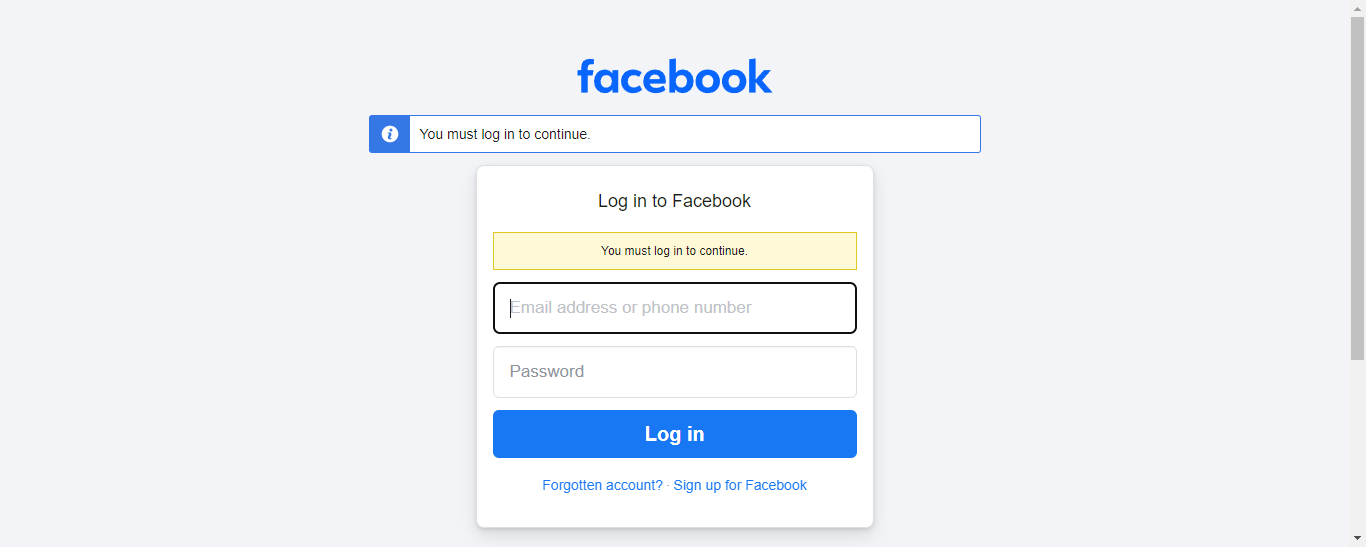 facebook
You must log in to continue.
Log in to Facebook
You must log in to continue.
Email address or phone number
Password
Log in
Forgotten account? · Sign up for Facebook